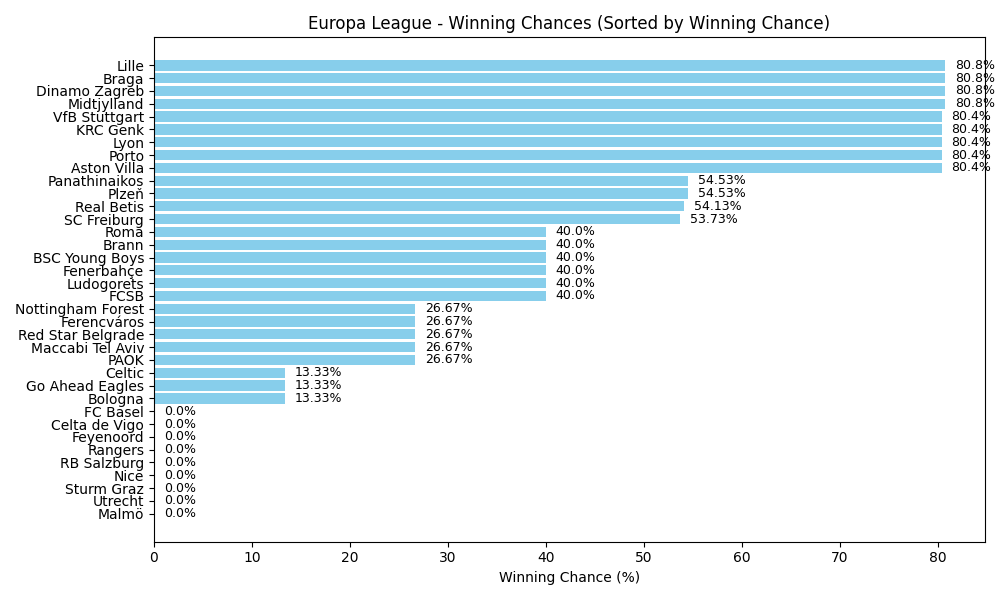 Europa League - Winning Chances (Sorted by Winning Chance)
Lille 80.8%
Braga 80.8%
Dinamo Zagreb 80.8%
Midtjylland 80.8%
VfB Stuttgart 80.4%
KRC Genk 80.4%
Lyon 80.4%
Porto 80.4%
Aston Villa 80.4%
Panathinaikos 54.53%
Plzeň 54.53%
Real Betis 54.13%
SC Freiburg 53.73%
Roma 40.0%
Brann 40.0%
BSC Young Boys 40.0%
Fenerbahçe 40.0%
Ludogorets 40.0%
FCSB 40.0%
Nottingham Forest 26.67%
Ferencváros 26.67%
Red Star Belgrade 26.67%
Maccabi Tel Aviv 26.67%
PAOK 26.67%
Celtic 13.33%
Go Ahead Eagles 13.33%
Bologna 13.33%
FC Basel 0.0%
Celta de Vigo 0.0%
Feyenoord 0.0%
Rangers 0.0%
RB Salzburg 0.0%
Nice 0.0%
Sturm Graz 0.0%
Utrecht 0.0%
Malmö 0.0%
0 10 20 30 40 50 60 70 80
Winning Chance (%)